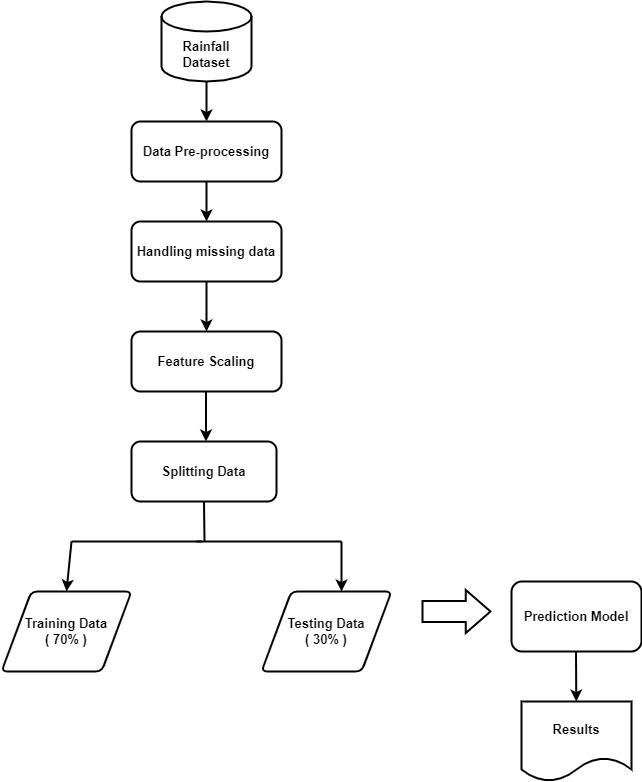 Rainfall
Dataset
Data Pre-processing
Handling missing data
Feature Scaling
Splitting Data
Training Data
( 70% )
Testing Data
( 30% )
Prediction Model
Results